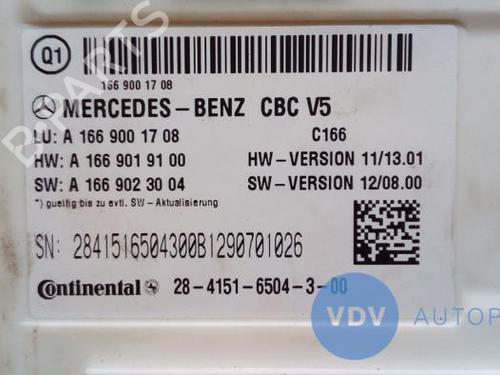 Q1
166 900 17 08
MERCEDES-BENZ CBC V5
LU: A 166 900 17 08 C166
HW: A 166 901 91 00 HW-VERSION 11/13.01
SW: A 166 902 30 04 SW-VERSION 12/08.00
*) gueltig bis zu evtl. SW - Aktualisierung
SN: 2841516504300B1290701026
Continental 28-4151-6504-3-00
VDV AUTOP
B-PARTS